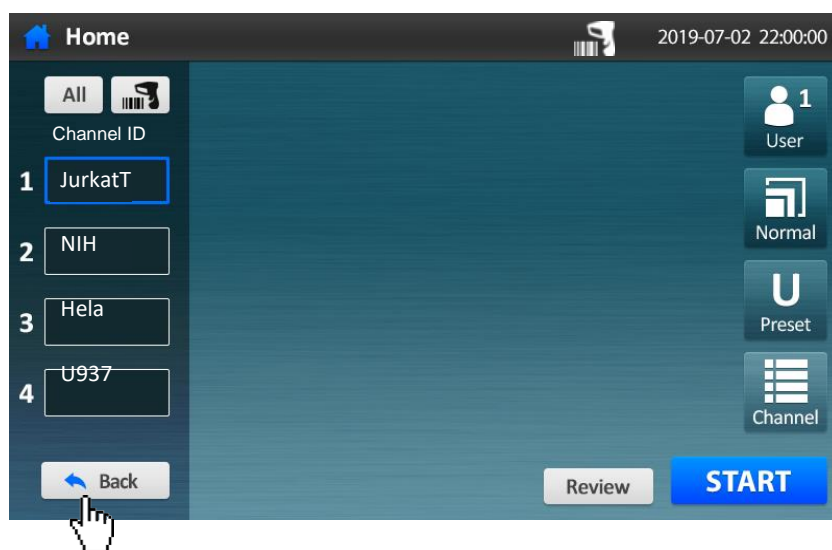 Home
2019-07-02 22:00:00
All
Channel ID
1 JurkatT
2 NIH
3 Hela
4 U937
Back
1
User
Normal
U
Preset
Channel
Review
START